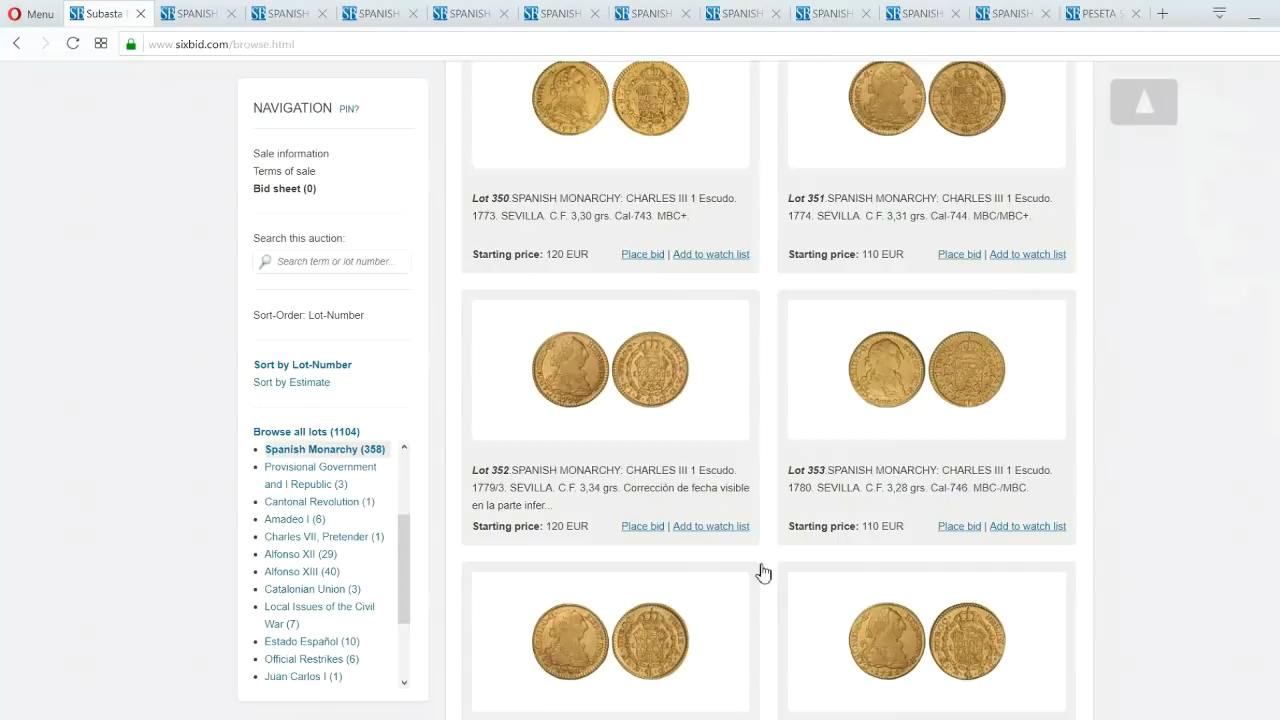 Menu
Subasta
SPANISH
SPANISH
SPANISH
SPANISH
SPANISH
SPANISH
SPANISH
SPANISH
SPANISH
SPANISH
PESETA
www.sixbid.com/browse.html
NAVIGATION PIN?
Sale information
Terms of sale
Bid sheet (0)
Search this auction:
Search term or lot number...
Sort-Order: Lot-Number
Sort by Lot-Number
Sort by Estimate
Browse all lots (1104)
Spanish Monarchy (358)
Provisional Government
and I Republic (3)
Cantonal Revolution (1)
Amadeo I (6)
Charles VII, Pretender (1)
Alfonso XII (29)
Alfonso XIII (40)
Catalonian Union (3)
Local Issues of the Civil
War (7)
Estado Español (10)
Official Restrikes (6)
Juan Carlos I (1)
Lot 350.SPANISH MONARCHY: CHARLES III 1 Escudo.
1773. SEVILLA. C.F. 3,30 grs. Cal-743. MBC+.
Starting price: 120 EUR Place bid | Add to watch list
Lot 351.SPANISH MONARCHY: CHARLES III 1 Escudo.
1774. SEVILLA. C F. 3,31 grs. Cal-744. MBC/MBC+.
Starting price: 110 EUR Place bid | Add to watch list
Lot 352.SPANISH MONARCHY: CHARLES III 1 Escudo.
1779/3. SEVILLA. C.F. 3,34 grs. Corrección de fecha visible
en la parte infer...
Starting price: 120 EUR Place bid | Add to watch list
Lot 353.SPANISH MONARCHY: CHARLES III 1 Escudo.
1780. SEVILLA. C.F. 3,28 grs. Cal-746 MBC-/MBC.
Starting price: 110 EUR Place bid | Add to watch list